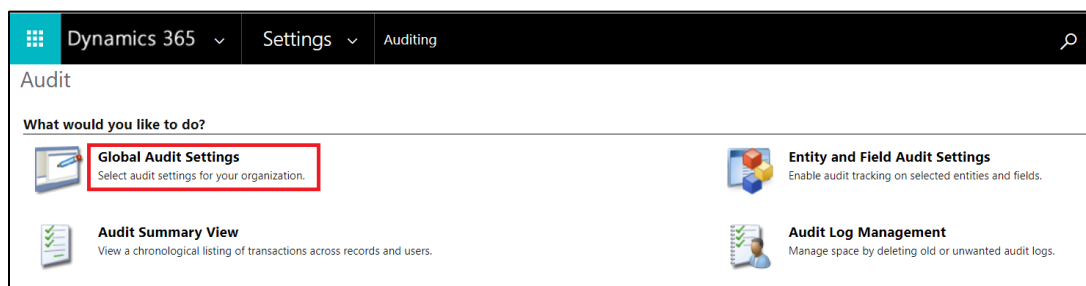 Dynamics 365 Settings Auditing
Audit
What would you like to do?
Global Audit Settings
Select audit settings for your organization.
Entity and Field Audit Settings
Enable audit tracking on selected entities and fields.
Audit Summary View
View a chronological listing of transactions across records and users.
Audit Log Management
Manage space by deleting old or unwanted audit logs.